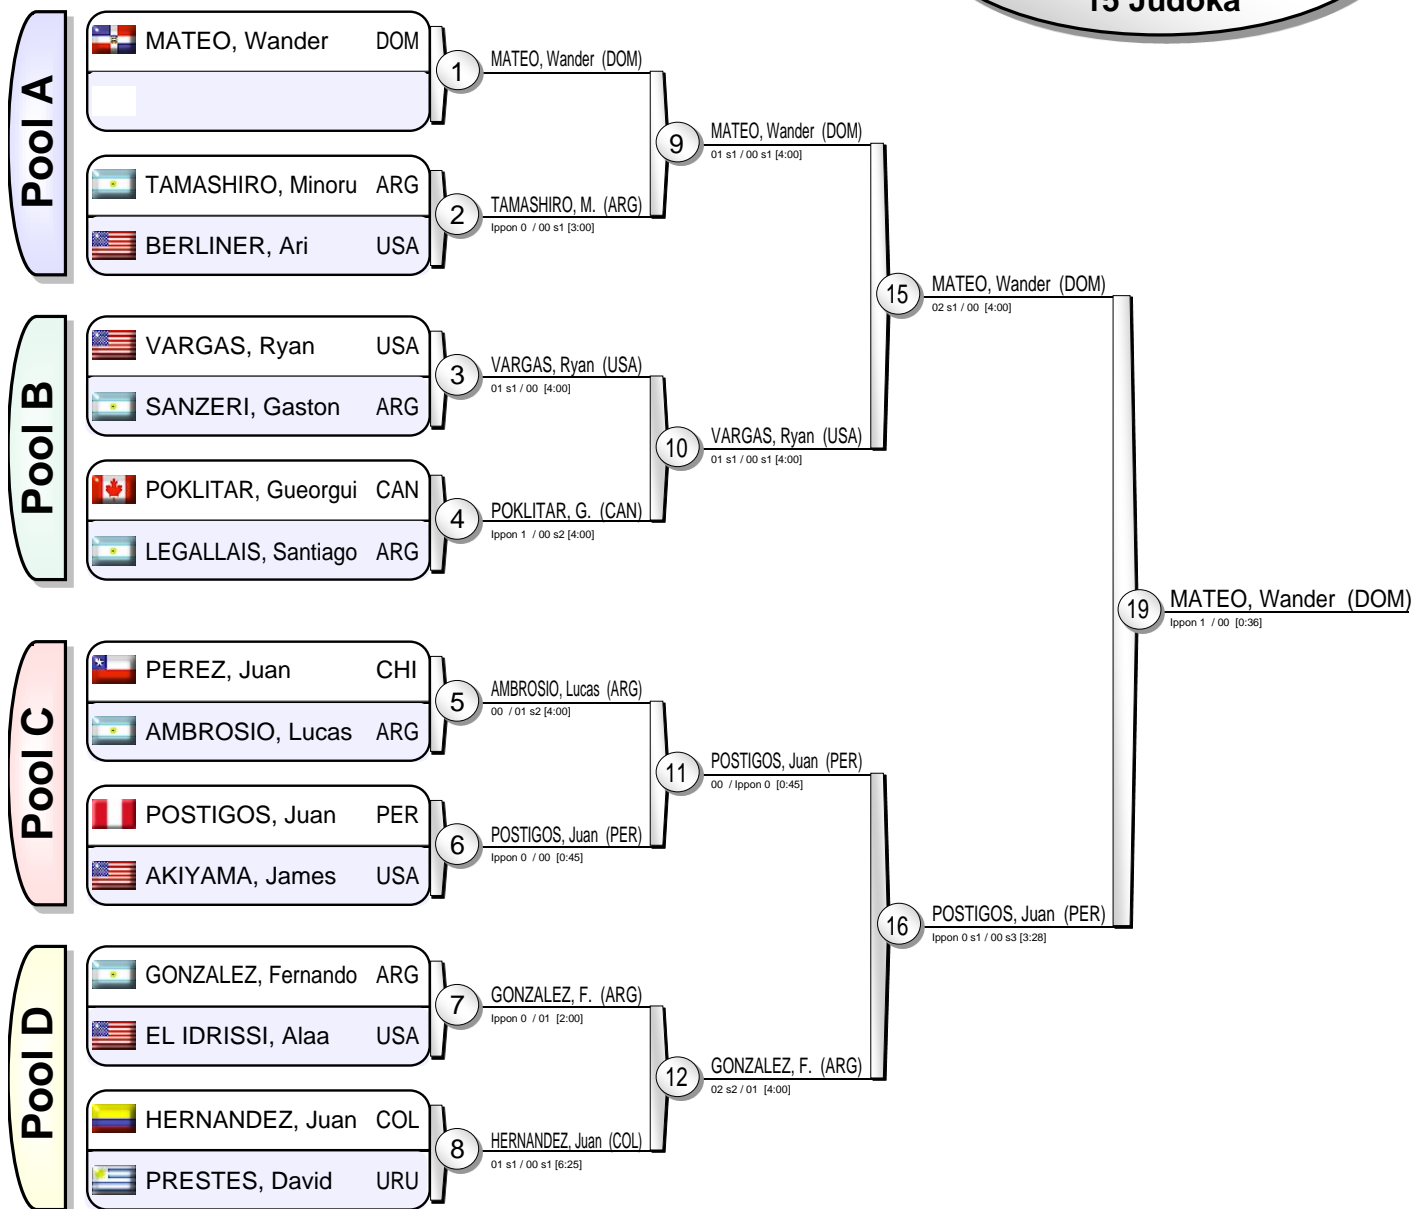 15 Judoka
Pool A
MATEO, Wander DOM
TAMASHIRO, Minoru ARG
BERLINER, Ari USA
Pool B
VARGAS, Ryan USA
SANZERI, Gaston ARG
POKLITAR, Gueorgui CAN
LEGALLAIS, Santiago ARG
Pool C
PEREZ, Juan CHI
AMBROSIO, Lucas ARG
POSTIGOS, Juan PER
AKIYAMA, James USA
Pool D
GONZALEZ, Fernando ARG
EL IDRISSI, Alaa USA
HERNANDEZ, Juan COL
PRESTES, David URU
1
MATEO, Wander (DOM)
2
TAMASHIRO, M. (ARG)
Ippon 0 / 00 s1 [3:00]
3
VARGAS, Ryan (USA)
01 s1 / 00 [4:00]
4
POKLITAR, G. (CAN)
Ippon 1 / 00 s2 [4:00]
5
AMBROSIO, Lucas (ARG)
00 / 01 s2 [4:00]
6
POSTIGOS, Juan (PER)
Ippon 0 / 00 [0:45]
7
GONZALEZ, F. (ARG)
Ippon 0 / 01 [2:00]
8
HERNANDEZ, Juan (COL)
01 s1 / 00 s1 [6:25]
9
MATEO, Wander (DOM)
01 s1 / 00 s1 [4:00]
10
VARGAS, Ryan (USA)
01 s1 / 00 s1 [4:00]
11
POSTIGOS, Juan (PER)
00 / Ippon 0 [0:45]
12
GONZALEZ, F. (ARG)
02 s2 / 01 [4:00]
15
MATEO, Wander (DOM)
02 s1 / 00 [4:00]
16
POSTIGOS, Juan (PER)
Ippon 0 s1 / 00 s3 [3:28]
19
MATEO, Wander (DOM)
Ippon 1 / 00 [0:36]